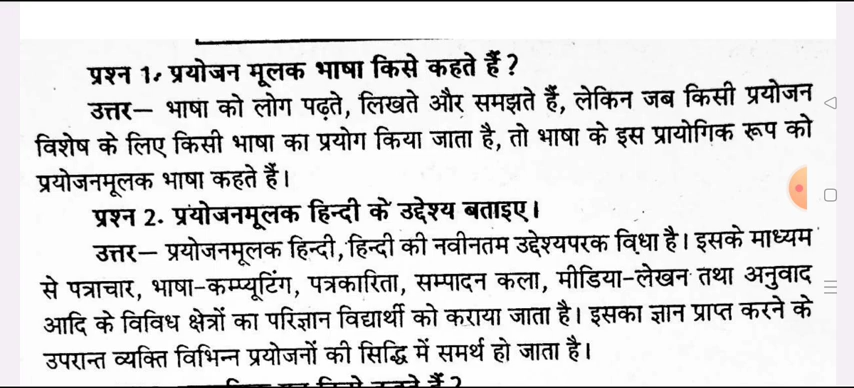 प्रश्न 1. प्रयोजन मूलक भाषा किसे कहते हैं ?
उत्तर— भाषा को लोग पढ़ते, लिखते और समझते हैं, लेकिन जब किसी प्रयोजन
विशेष के लिए किसी भाषा का प्रयोग किया जाता है, तो भाषा के इस प्रायोगिक रूप को
प्रयोजनमूलक भाषा कहते हैं।
प्रश्न 2. प्रयोजनमूलक हिन्दी के उद्देश्य बताइए।
उत्तर— प्रयोजनमूलक हिन्दी, हिन्दी की नवीनतम उद्देश्यपरक विधा है। इसके माध्यम
से पत्राचार, भाषा-कम्प्यूटिंग, पत्रकारिता, सम्पादन कला, मीडिया-लेखन तथा अनुवाद
आदि के विविध क्षेत्रों का परिज्ञान विद्यार्थी को कराया जाता है। इसका ज्ञान प्राप्त करने के
उपरान्त व्यक्ति विभिन्न प्रयोजनों की सिद्धि में समर्थ हो जाता है।